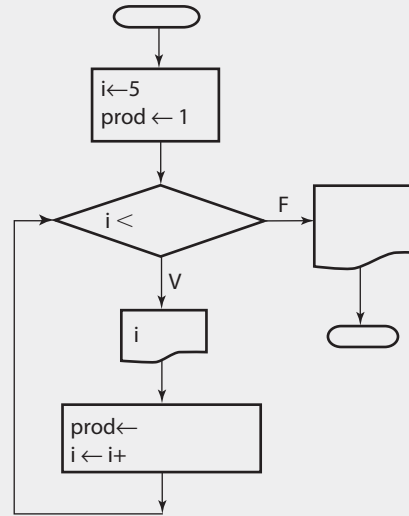 i←5
prod ← 1
i <
F
V
i
prod←
i ← i+